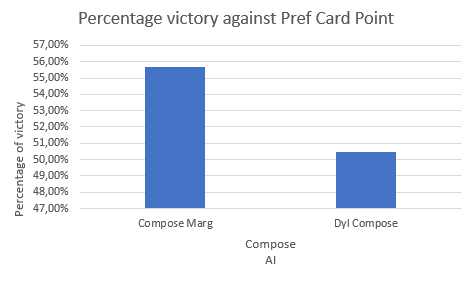 Percentage victory against Pref Card Point
57,00%
56,00%
55,00%
54,00%
53,00%
52,00%
51,00%
50,00%
49,00%
48,00%
47,00%
Percentage of victory
Compose Marg
Dyl Compose
Compose
AI